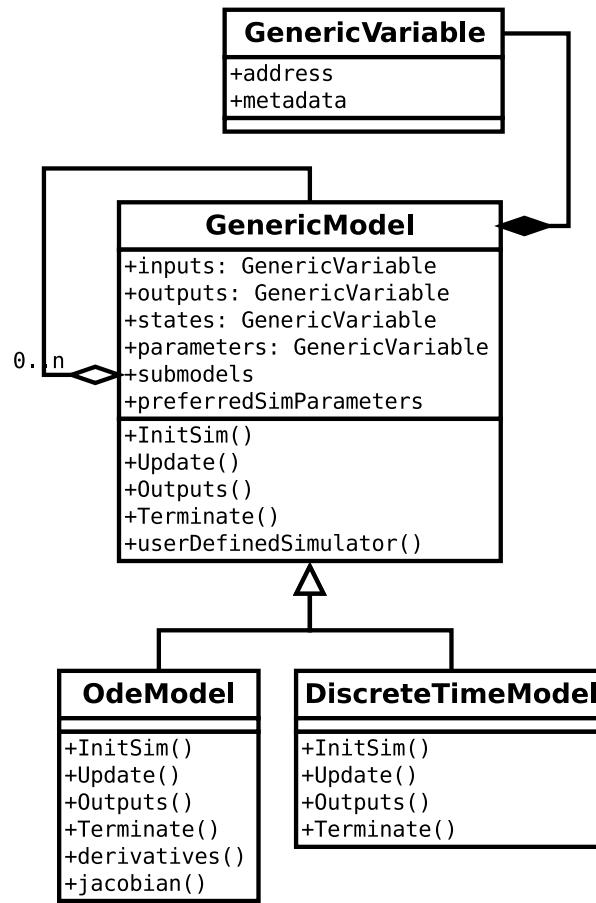 GenericVariable
+address
+metadata
GenericModel
+inputs: GenericVariable
+outputs: GenericVariable
+states: GenericVariable
+parameters: GenericVariable
0..n
+submodels
+preferredSimParameters
+InitSim()
+Update()
+Outputs()
+Terminate()
+userDefinedSimulator()
OdeModel
+InitSim()
+Update()
+Outputs()
+Terminate()
+derivatives()
+jacobian()
DiscreteTimeModel
+InitSim()
+Update()
+Outputs()
+Terminate()